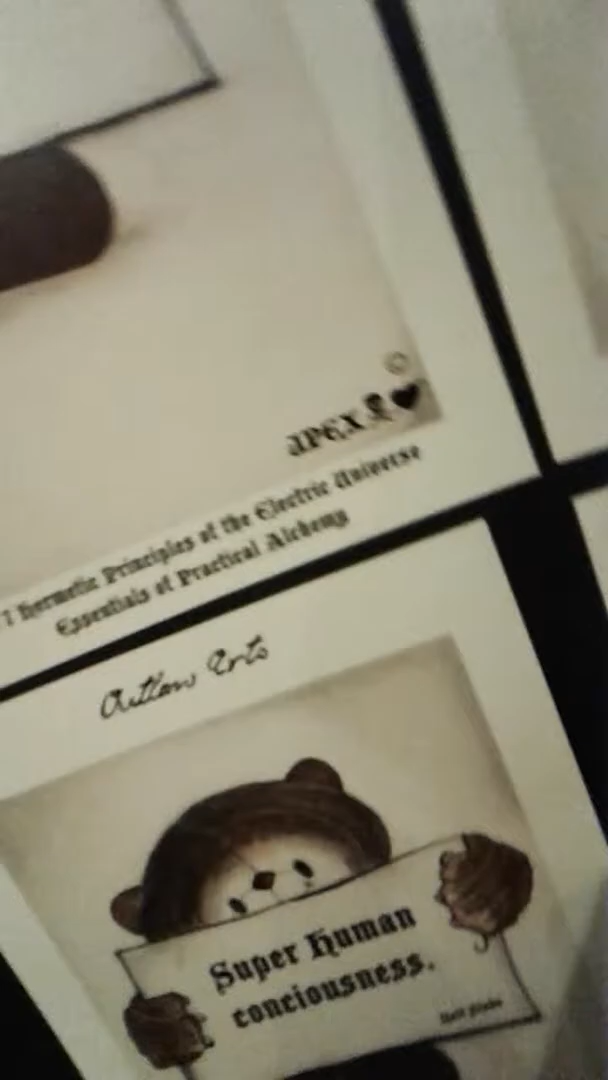 ©
APEX
7 Hermetic Principles of the Electric Universe
Essentials of Practical Alchemy
Outlaw Arts
Super Human
conciousness.